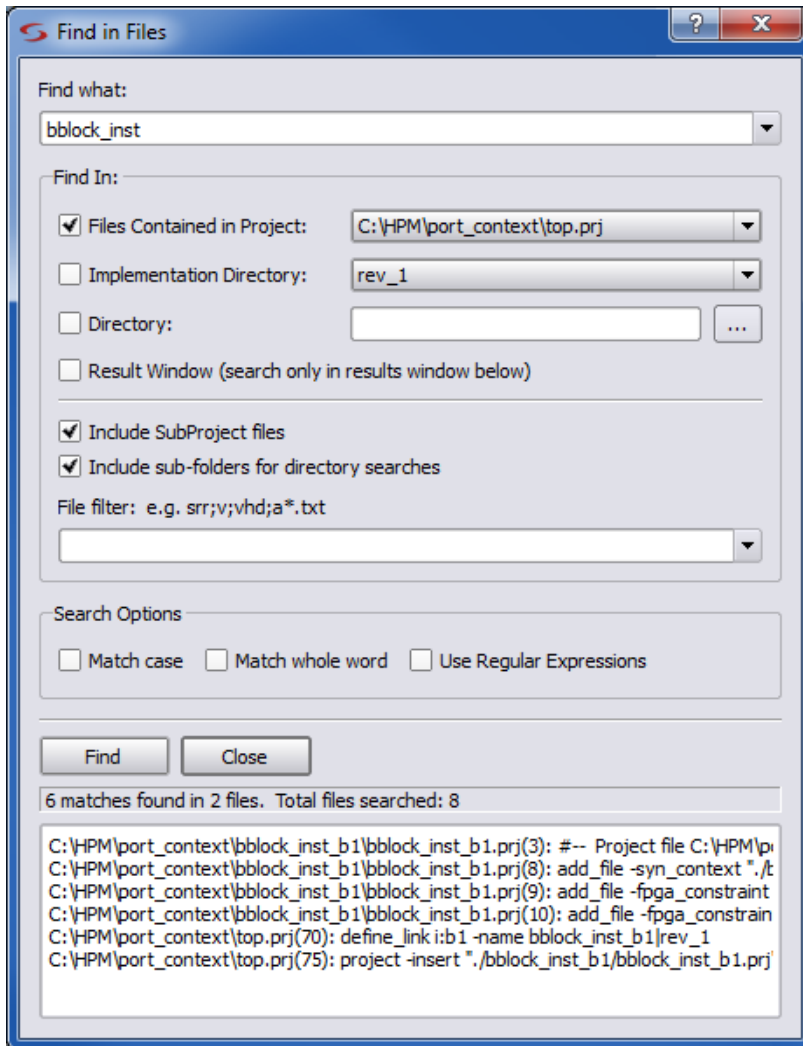 Find in Files
?
Find what:
bblock_inst
Find In:
Files Contained in Project: C:\HPM\port_context\top.prj
Implementation Directory: rev_1
Directory: ...
Result Window (search only in results window below)
Include SubProject files
Include sub-folders for directory searches
File filter: e.g. srr;v;vhd;a*.txt
Search Options
Match case Match whole word Use Regular Expressions
Find Close
6 matches found in 2 files. Total files searched: 8
C:\HPM\port_context\bblock_inst_b1\bblock_inst_b1.prj(3): #-- Project file C:\HPM\p
C:\HPM\port_context\bblock_inst_b1\bblock_inst_b1.prj(8): add_file -syn_context "./
C:\HPM\port_context\bblock_inst_b1\bblock_inst_b1.prj(9): add_file -fpga_constraint
C:\HPM\port_context\bblock_inst_b1\bblock_inst_b1.prj(10): add_file -fpga_constrain
C:\HPM\port_context\top.prj(70): define_link i:b1 -name bblock_inst_b1|rev_1
C:\HPM\port_context\top.prj(75): project -insert "./bblock_inst_b1/bblock_inst_b1.prj